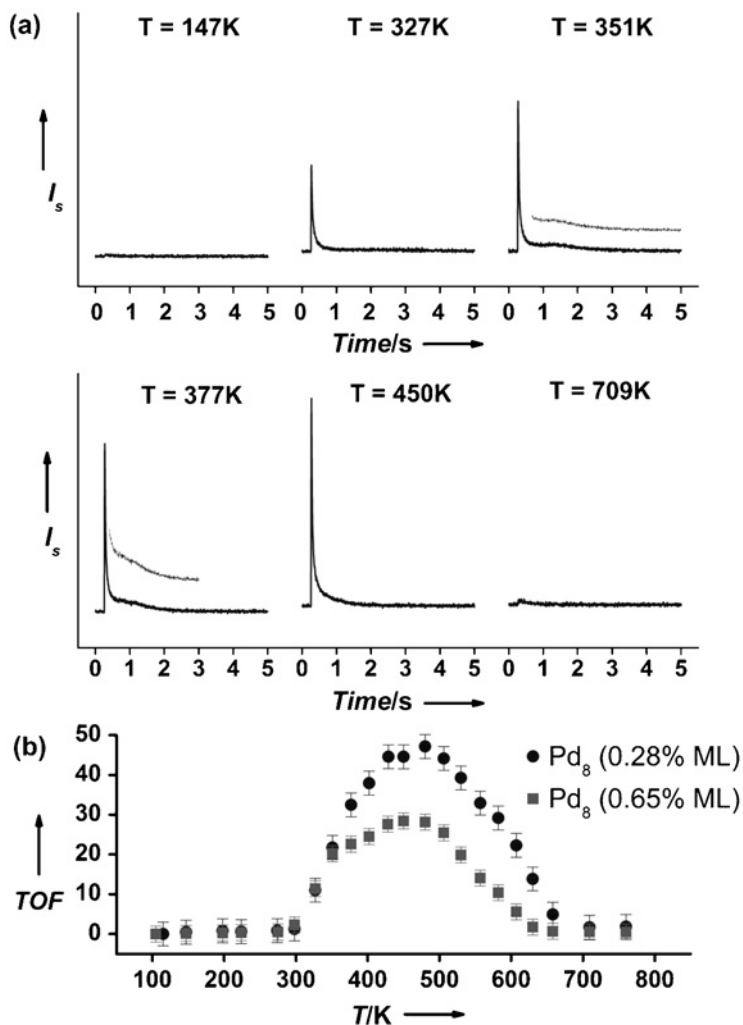 (a)
T = 147K T = 327K T = 351K
I_s
0 1 2 3 4 5 0 1 2 3 4 5 0 1 2 3 4 5
Time/s
T = 377K T = 450K T = 709K
I_s
0 1 2 3 4 5 0 1 2 3 4 5 0 1 2 3 4 5
Time/s
(b)
50
40
30
20
10
0
TOF
Pd₈ (0.28% ML)
Pd₈ (0.65% ML)
100 200 300 400 500 600 700 800
T/K